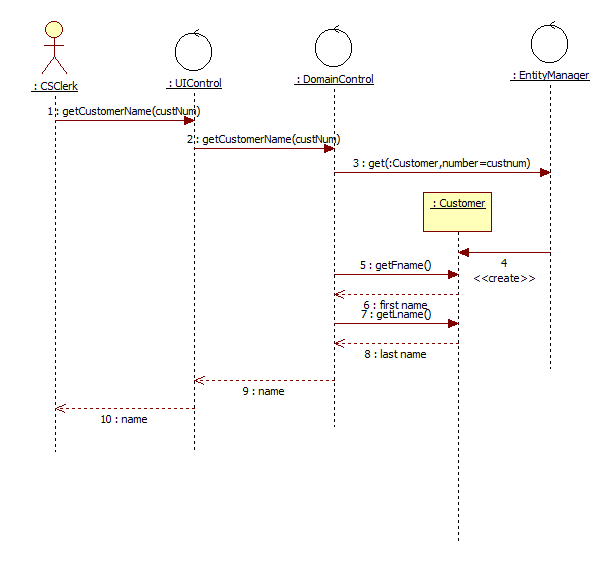 : CSClerk
: UIControl
: DomainControl
: EntityManager
1 : getCustomerName(custNum)
2 : getCustomerName(custNum)
3 : get(:Customer,number=custnum)
: Customer
4
<<create>>
5 : getFname()
6 : first name
7 : getLname()
8 : last name
9 : name
10 : name